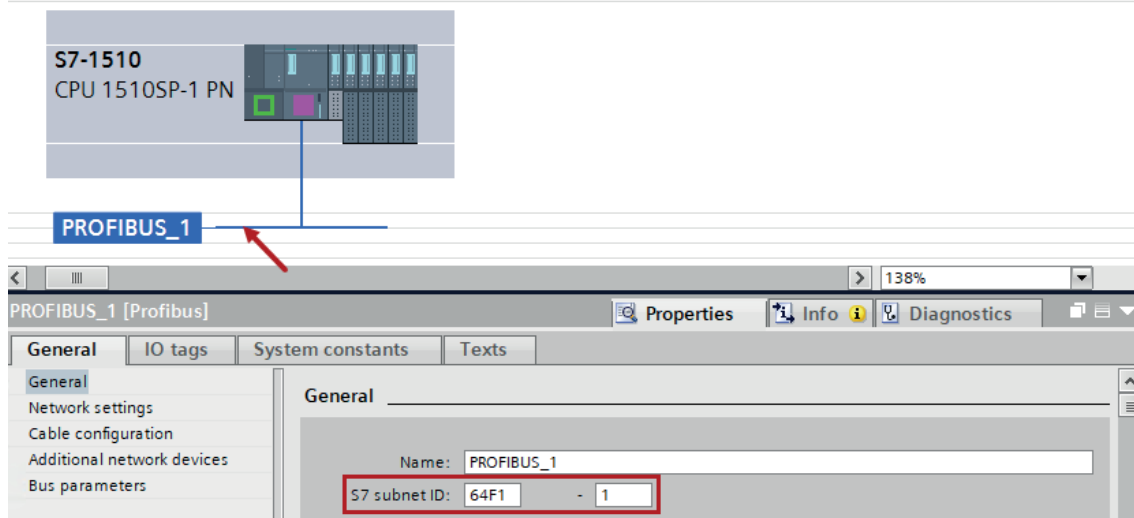 S7-1510
CPU 1510SP-1 PN
PROFIBUS_1
138%
PROFIBUS_1 [Profibus]
Properties Info Diagnostics
General IO tags System constants Texts
General
Network settings
Cable configuration
Additional network devices
Bus parameters
General
Name: PROFIBUS_1
S7 subnet ID: 64F1 - 1